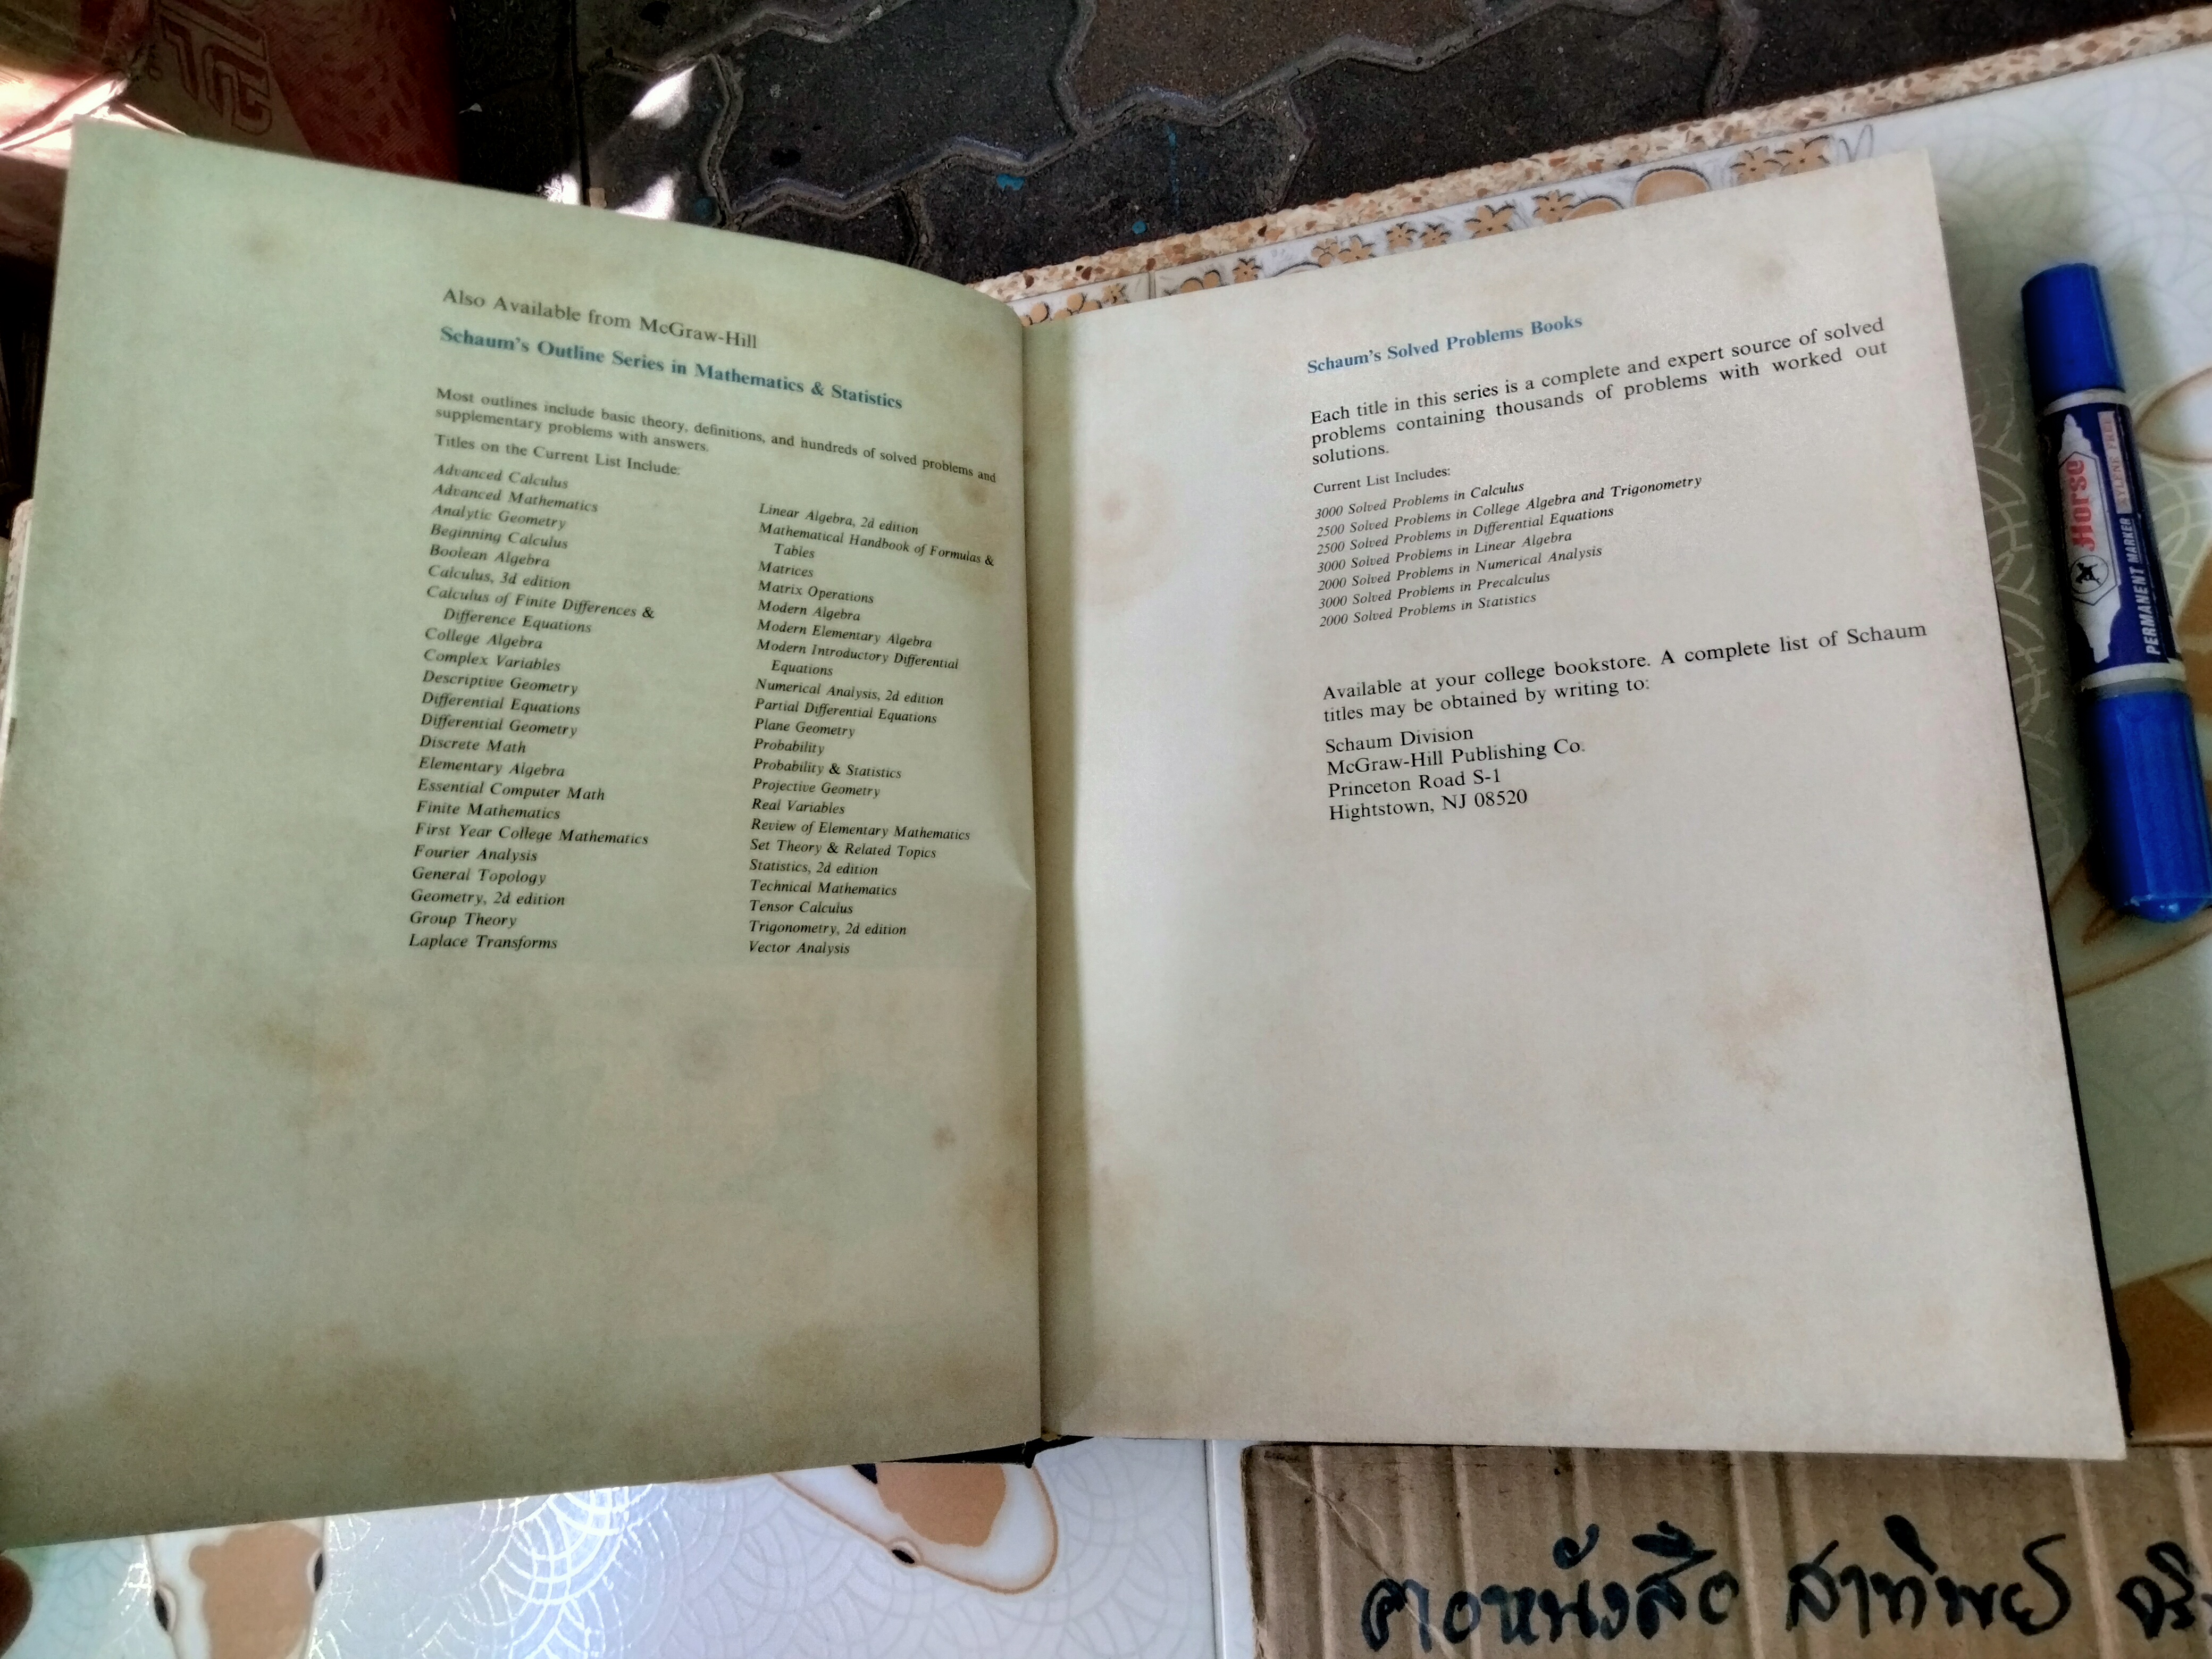 Also Available from McGraw-Hill
Schaum's Outline Series in Mathematics & Statistics
Most outlines include basic theory, definitions, and hundreds of solved problems and
supplementary problems with answers.
Titles on the Current List Include:
Advanced Calculus
Advanced Mathematics
Analytic Geometry
Beginning Calculus
Boolean Algebra
Calculus, 3d edition
Calculus of Finite Differences &
Difference Equations
College Algebra
Complex Variables
Descriptive Geometry
Differential Equations
Differential Geometry
Discrete Math
Elementary Algebra
Essential Computer Math
Finite Mathematics
First Year College Mathematics
Fourier Analysis
General Topology
Geometry, 2d edition
Group Theory
Laplace Transforms
Linear Algebra, 2d edition
Mathematical Handbook of Formulas &
Tables
Matrices
Matrix Operations
Modern Algebra
Modern Elementary Algebra
Modern Introductory Differential
Equations
Numerical Analysis, 2d edition
Partial Differential Equations
Plane Geometry
Probability
Probability & Statistics
Projective Geometry
Real Variables
Review of Elementary Mathematics
Set Theory & Related Topics
Statistics, 2d edition
Technical Mathematics
Tensor Calculus
Trigonometry, 2d edition
Vector Analysis
Schaum's Solved Problems Books
Each title in this series is a complete and expert source of solved
problems containing thousands of problems with worked out
solutions.
Current List Includes:
3000 Solved Problems in Calculus
2500 Solved Problems in College Algebra and Trigonometry
2500 Solved Problems in Differential Equations
3000 Solved Problems in Linear Algebra
2000 Solved Problems in Numerical Analysis
3000 Solved Problems in Precalculus
2000 Solved Problems in Statistics
Available at your college bookstore. A complete list of Schaum
titles may be obtained by writing to:
Schaum Division
McGraw-Hill Publishing Co.
Princeton Road S-1
Hightstown, NJ 08520
Horse
XYLENE FREE
PERMANENT MARKER
หนังสือ